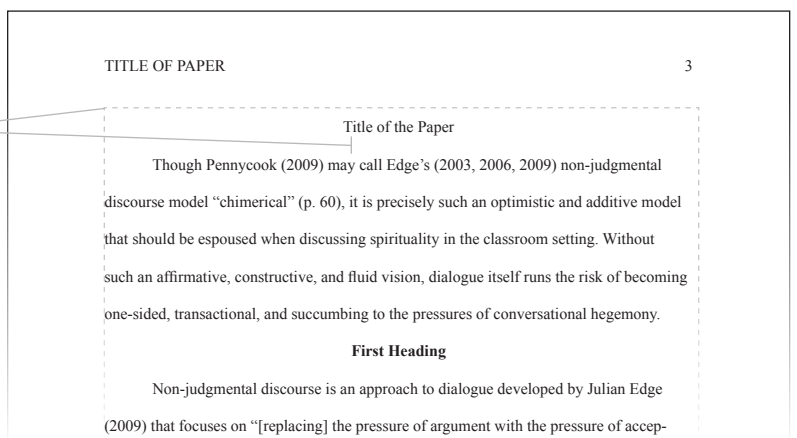 TITLE OF PAPER 3
Title of the Paper
Though Pennycook (2009) may call Edge’s (2003, 2006, 2009) non-judgmental
discourse model “chimerical” (p. 60), it is precisely such an optimistic and additive model
that should be espoused when discussing spirituality in the classroom setting. Without
such an affirmative, constructive, and fluid vision, dialogue itself runs the risk of becoming
one-sided, transactional, and succumbing to the pressures of conversational hegemony.
First Heading
Non-judgmental discourse is an approach to dialogue developed by Julian Edge
(2009) that focuses on “[replacing] the pressure of argument with the pressure of accep-